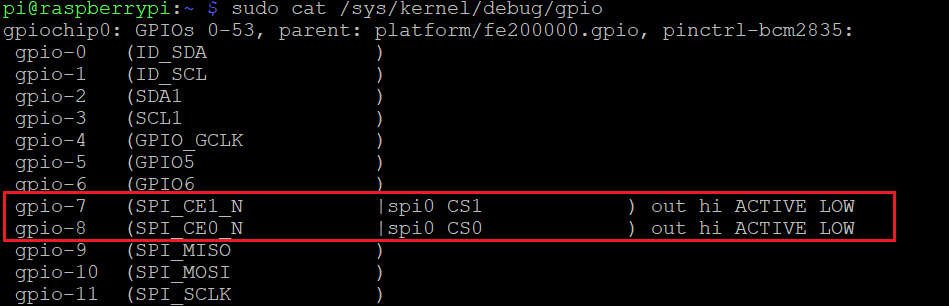 pi@raspberrypi:~ $ sudo cat /sys/kernel/debug/gpio
gpiochip0: GPIOs 0-53, parent: platform/fe200000.gpio, pinctrl-bcm2835:
 gpio-0   (ID_SDA              )
 gpio-1   (ID_SCL              )
 gpio-2   (SDA1                )
 gpio-3   (SCL1                )
 gpio-4   (GPIO_GCLK           )
 gpio-5   (GPIO5               )
 gpio-6   (GPIO6               )
 gpio-7   (SPI_CE1_N           |spi0 CS1            ) out hi ACTIVE LOW
 gpio-8   (SPI_CE0_N           |spi0 CS0            ) out hi ACTIVE LOW
 gpio-9   (SPI_MISO            )
 gpio-10  (SPI_MOSI            )
 gpio-11  (SPI_SCLK            )